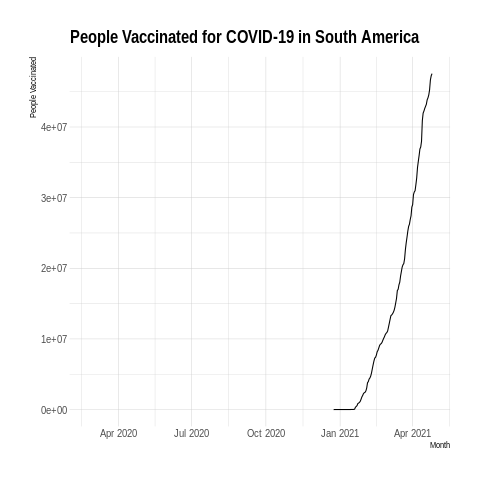 People Vaccinated for COVID-19 in South America
People Vaccinated
4e+07
3e+07
2e+07
1e+07
0e+00
Apr 2020 Jul 2020 Oct 2020 Jan 2021 Apr 2021
Month